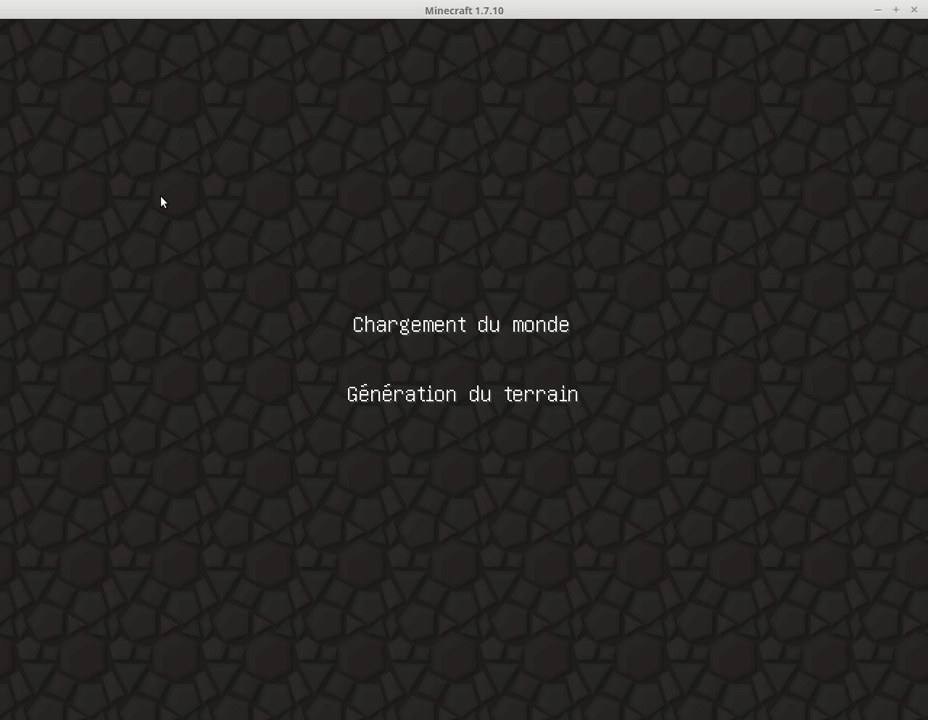 Minecraft 1.7.10
Chargement du monde
Génération du terrain